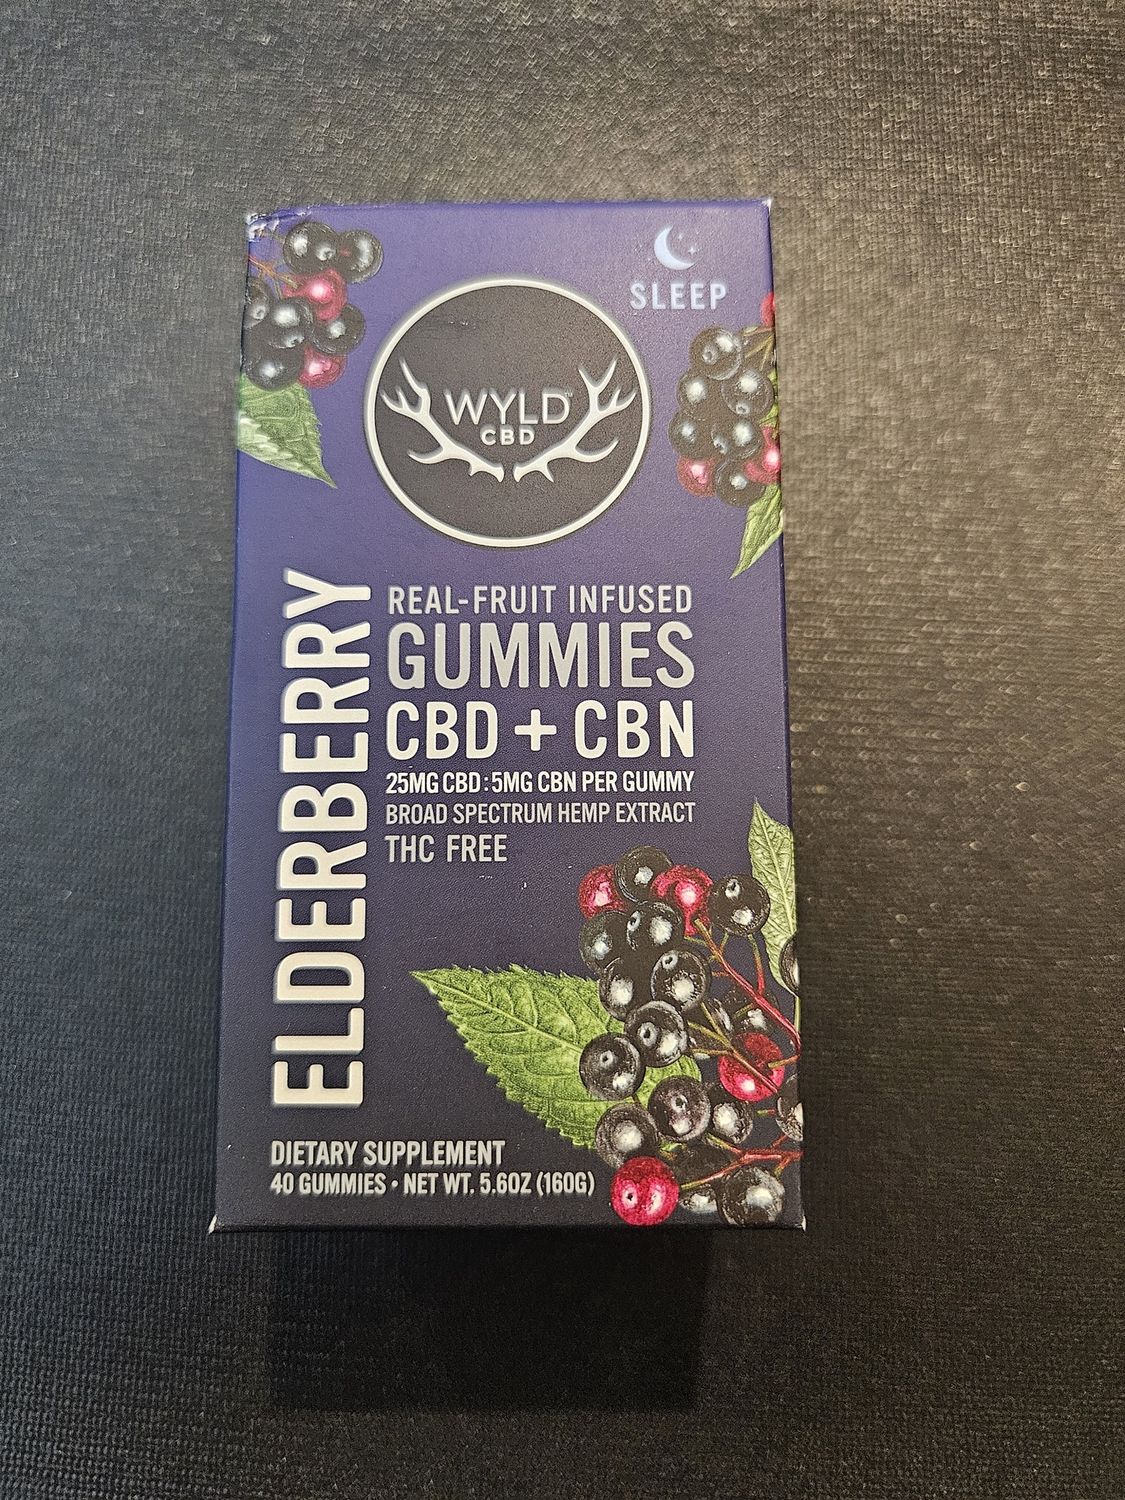 SLEEP
WYLD™
CBD
ELDERBERRY
REAL-FRUIT INFUSED
GUMMIES
CBD + CBN
25MG CBD : 5MG CBN PER GUMMY
BROAD SPECTRUM HEMP EXTRACT
THC FREE
DIETARY SUPPLEMENT
40 GUMMIES • NET WT. 5.6OZ (160G)